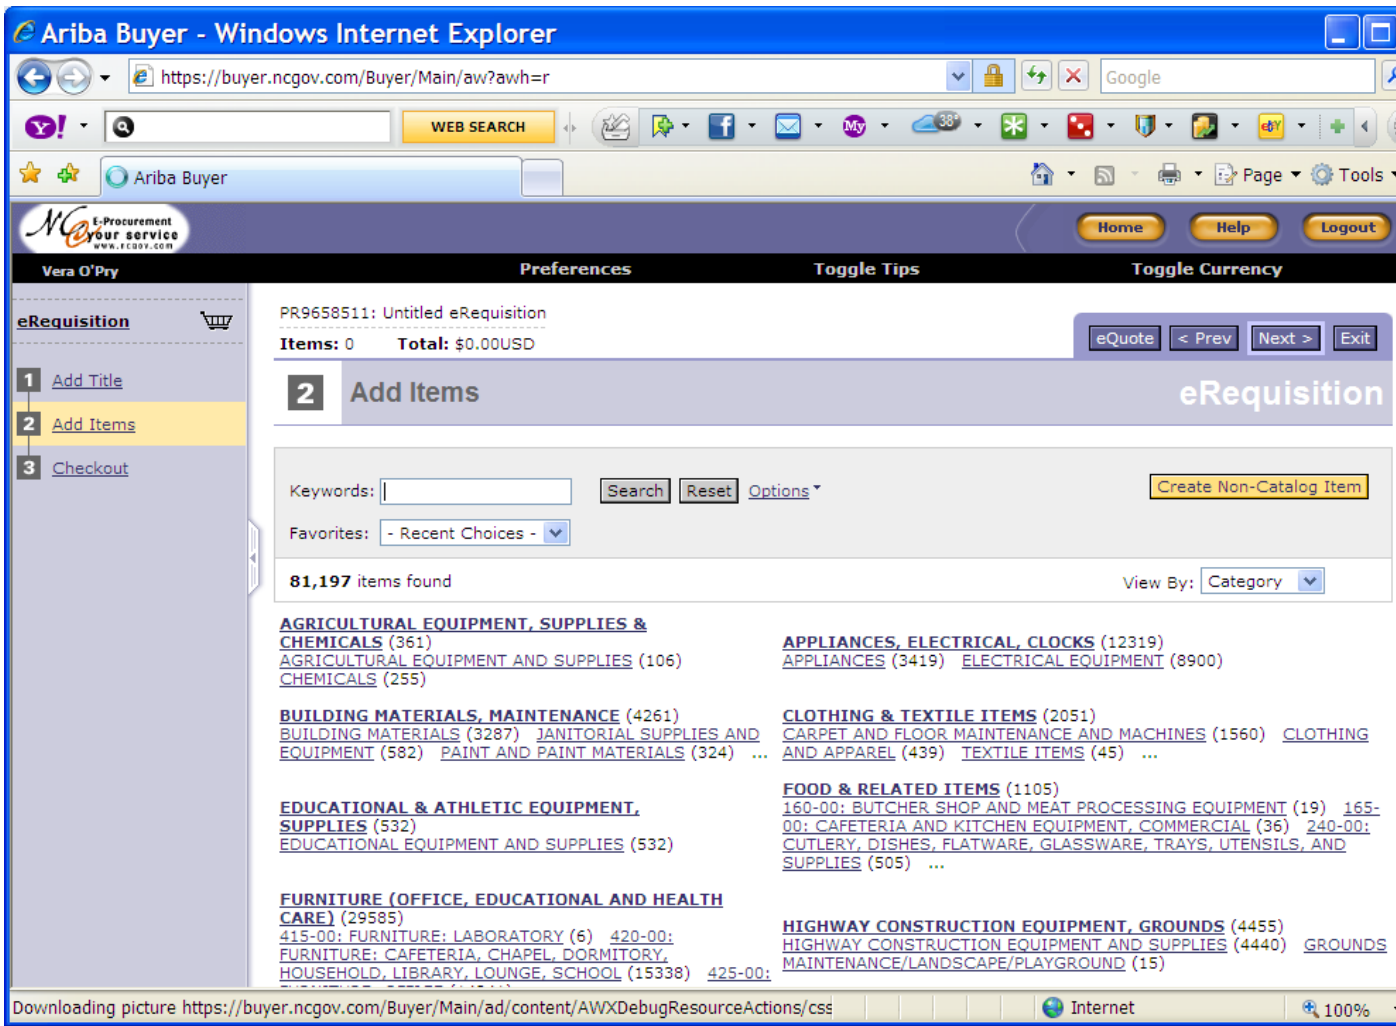 Ariba Buyer - Windows Internet Explorer
https://buyer.ncgov.com/Buyer/Main/aw?awh=r
Google
Y!
WEB SEARCH
My
38°
ebY
Ariba Buyer
Page
Tools
NC E-Procurement
@your service
www.ncgov.com
Home
Help
Logout
Vera O'Pry
Preferences
Toggle Tips
Toggle Currency
eRequisition
1 Add Title
2 Add Items
3 Checkout
PR9658511: Untitled eRequisition
Items: 0 Total: $0.00USD
eQuote
< Prev
Next >
Exit
2 Add Items
eRequisition
Keywords:
Search
Reset
Options
Create Non-Catalog Item
Favorites: - Recent Choices -
81,197 items found
View By: Category
AGRICULTURAL EQUIPMENT, SUPPLIES &
CHEMICALS (361)
AGRICULTURAL EQUIPMENT AND SUPPLIES (106)
CHEMICALS (255)
APPLIANCES, ELECTRICAL, CLOCKS (12319)
APPLIANCES (3419) ELECTRICAL EQUIPMENT (8900)
BUILDING MATERIALS, MAINTENANCE (4261)
BUILDING MATERIALS (3287) JANITORIAL SUPPLIES AND
EQUIPMENT (582) PAINT AND PAINT MATERIALS (324) ...
CLOTHING & TEXTILE ITEMS (2051)
CARPET AND FLOOR MAINTENANCE AND MACHINES (1560) CLOTHING
AND APPAREL (439) TEXTILE ITEMS (45) ...
EDUCATIONAL & ATHLETIC EQUIPMENT,
SUPPLIES (532)
EDUCATIONAL EQUIPMENT AND SUPPLIES (532)
FOOD & RELATED ITEMS (1105)
160-00: BUTCHER SHOP AND MEAT PROCESSING EQUIPMENT (19) 165-
00: CAFETERIA AND KITCHEN EQUIPMENT, COMMERCIAL (36) 240-00:
CUTLERY, DISHES, FLATWARE, GLASSWARE, TRAYS, UTENSILS, AND
SUPPLIES (505) ...
FURNITURE (OFFICE, EDUCATIONAL AND HEALTH
CARE) (29585)
415-00: FURNITURE: LABORATORY (6) 420-00:
FURNITURE: CAFETERIA, CHAPEL, DORMITORY,
HOUSEHOLD, LIBRARY, LOUNGE, SCHOOL (15338) 425-00:
HIGHWAY CONSTRUCTION EQUIPMENT, GROUNDS (4455)
HIGHWAY CONSTRUCTION EQUIPMENT AND SUPPLIES (4440) GROUNDS
MAINTENANCE/LANDSCAPE/PLAYGROUND (15)
Downloading picture https://buyer.ncgov.com/Buyer/Main/ad/content/AWXDebugResourceActions/css
Internet
100%